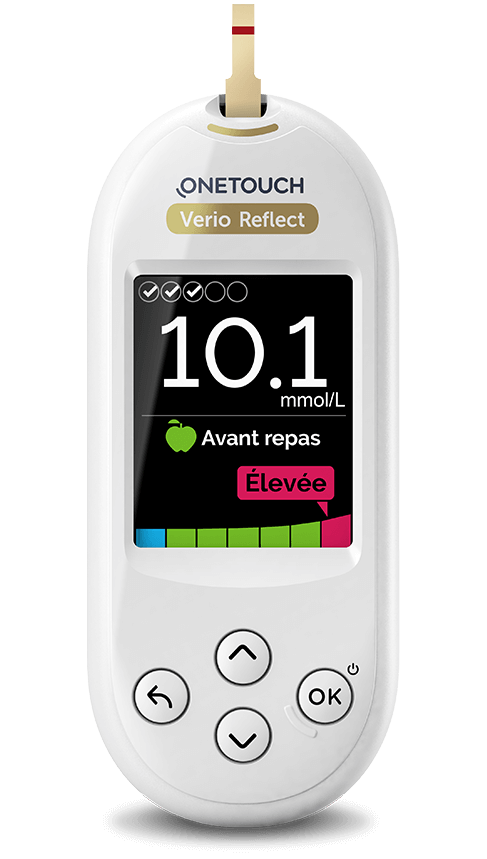 ONETOUCH
Verio Reflect
10.1
mmol/L
Avant repas
Élevée
OK